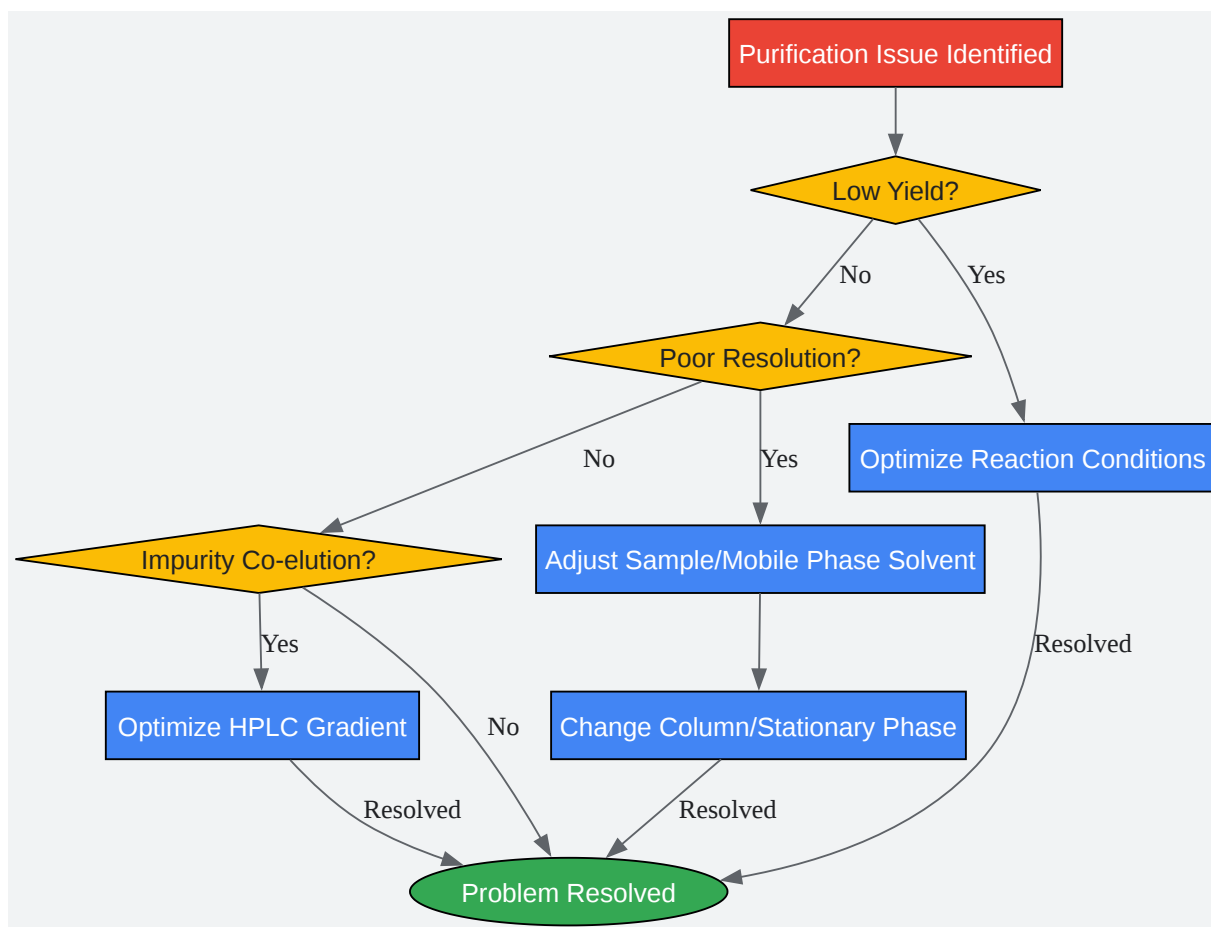 Purification Issue Identified
Low Yield?
No
Yes
Poor Resolution?
No
Yes
Optimize Reaction Conditions
Impurity Co-elution?
Adjust Sample/Mobile Phase Solvent
Yes
Resolved
Optimize HPLC Gradient
No
Change Column/Stationary Phase
Resolved
Resolved
Problem Resolved